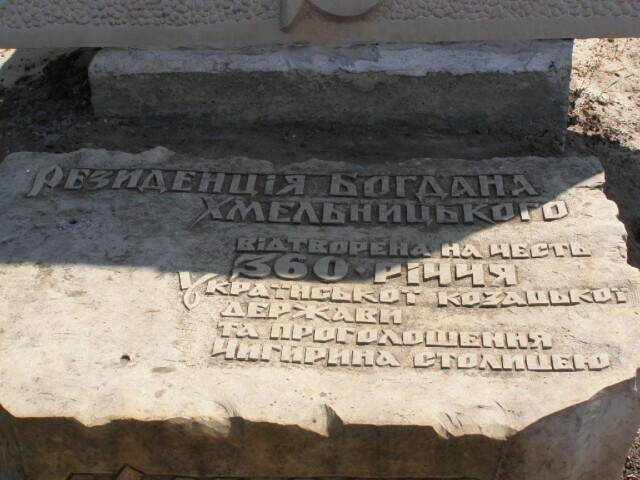 Резиденція Богдана
Хмельницького
відтворена на честь
360-річчя
Української козацької
держави
та проголошення
Чигирина столицею